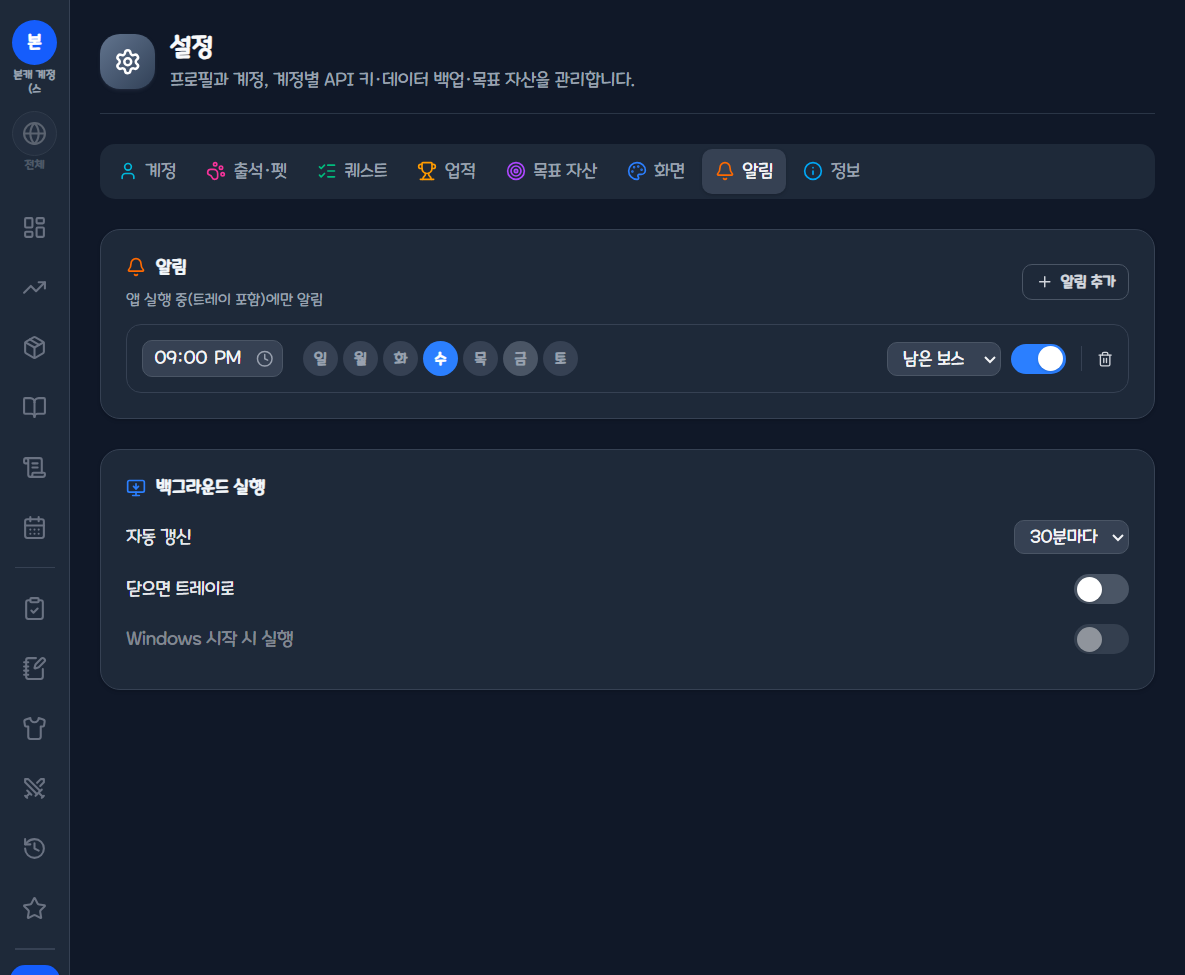 본
본캐 계정
(스
전체
설정
프로필과 계정, 계정별 API 키·데이터 백업·목표 자산을 관리합니다.
계정
출석·펫
퀘스트
업적
목표 자산
화면
알림
정보
알림
앱 실행 중(트레이 포함)에만 알림
알림 추가
09:00 PM
일
월
화
수
목
금
토
남은 보스
백그라운드 실행
자동 갱신
30분마다
닫으면 트레이로
Windows 시작 시 실행